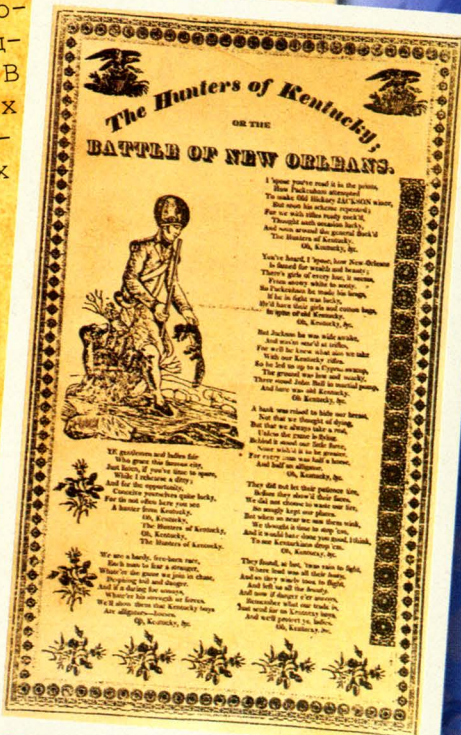 о-
ц-
В
х
-
х
The Hunters of Kentucky;
OR THE
BATTLE OF NEW ORLEANS.
YE gentlemen and ladies fair
Who grace this famous city,
Just listen, if you've time to spare,
While I rehearse a ditty;
And for the opportunity,
Conceive yourselves quite lucky,
For tis not often here you see
A hunter from Kentucky;
Oh, Kentucky,
The Hunters of Kentucky,
Oh, Kentucky,
The Hunters of Kentucky.
We are a hardy, free-born race,
Each man to fear a stranger
Whate'er the game we join in chase,
Despising toil and danger.
And if a daring foe annoys,
Whate'er his strength or forces,
We'll show them that Kentucky boys
Are alligators—horses.
Oh, Kentucky, &c.
I 'spose you've read it in the prints,
How Packenham attempted
To make Old Hickory JACKSON wince,
But soon his scheme repented;
For we with rifles ready cock'd,
Thought such occasion lucky,
And soon around the general flock'd
The Hunters of Kentucky.
Oh, Kentucky, &c.
You've heard, I 'spose, how New-Orleans
Is famed for wealth and beauty;
There's girls of every hue, it seems,
From snowy white to sooty.
So Packenham he made his brags,
If he in fight was lucky,
He'd have their girls and cotton bags,
In spite of old Kentucky.
Oh, Kentucky, &c.
But Jackson he was wide awake,
And wasn't scar'd at trifles,
For well he knew what aim we take
With our Kentucky rifles.
So he led us up to a Cyprus swamp,
The ground was low and mucky,
There stood John Bull in martial pomp,
And here was old Kentucky.
Oh, Kentucky, &c.
A bank was raised to hide our breast,
Not that we thought of dying,
But that we always take a rest,
Unless the game is flying.
Behind it stood our little force,
None wish'd it to be greater,
For every man was half a horse,
And half an alligator.
Oh, Kentucky, &c.
They did not let their patience tire,
Before they show'd their faces,
We did not choose to waste our fire,
So snugly kept our places.
But when so near we saw them wink,
We thought it time to stop 'em,
And it would have done you good, I think,
To see Kentuckians drop 'em.
Oh, Kentucky, &c.
They found, at last, 'twas vain to fight,
Where lead was all their booty,
And so they wisely took to flight,
And left us all the beauty.
And now if danger e'er annoys,
Remember what our trade is,
Just send for us Kentucky boys,
And we'll protect ye, ladies.
Oh, Kentucky, &c.